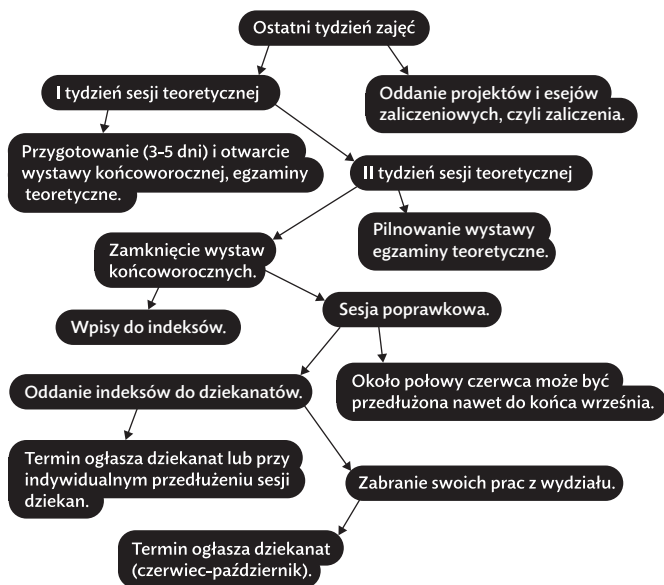 Ostatni tydzień zajęć
I tydzień sesji teoretycznej
Oddanie projektów i esejów
zaliczeniowych, czyli zaliczenia.
Przygotowanie (3-5 dni) i otwarcie
wystawy końcoworocznej, egzaminy
teoretyczne.
II tydzień sesji teoretycznej
Pilnowanie wystawy
egzaminy teoretyczne.
Zamknięcie wystaw
końcoworocznych.
Wpisy do indeksów.
Sesja poprawkowa.
Oddanie indeksów do dziekanatów.
Około połowy czerwca może być
przedłużona nawet do końca września.
Termin ogłasza dziekanat lub przy
indywidualnym przedłużeniu sesji
dziekan.
Zabranie swoich prac z wydziału.
Termin ogłasza dziekanat
(czerwiec-październik).